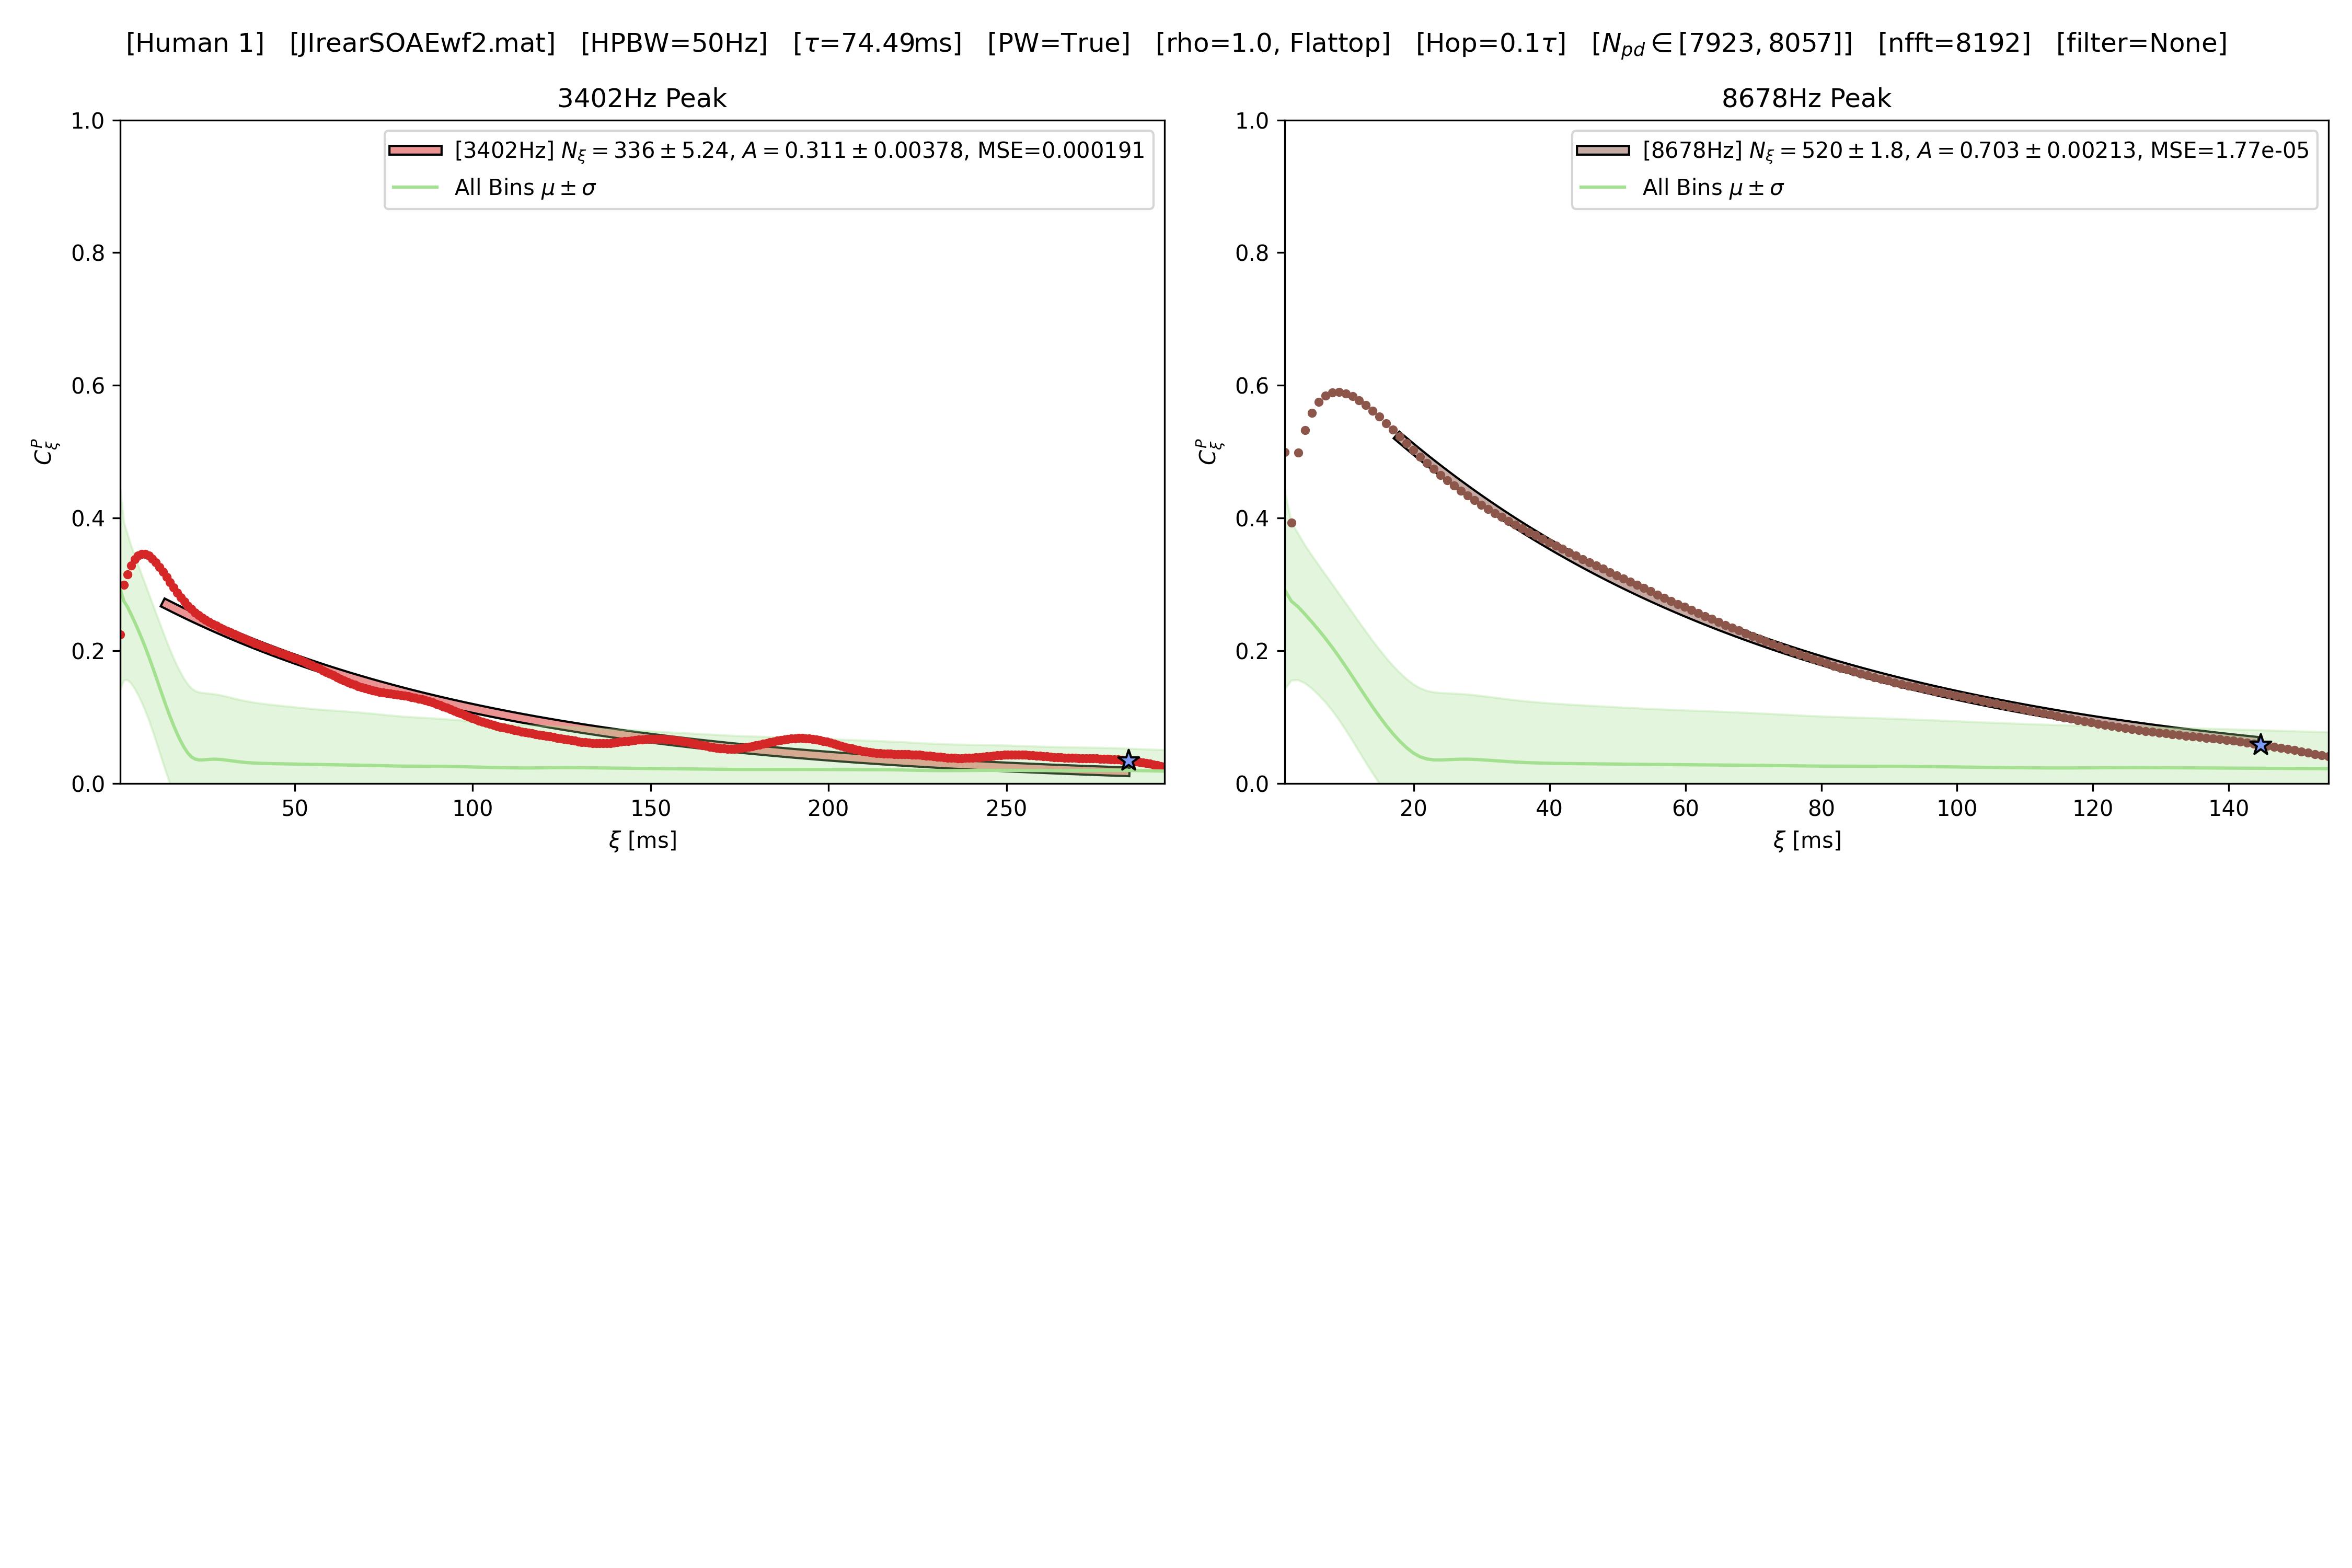 [Human 1] [JIrearSOAEwf2.mat] [HPBW=50Hz] [τ=74.49ms] [PW=True] [rho=1.0, Flattop] [Hop=0.1τ] [N_pd ∈ [7923, 8057]] [nfft=8192] [filter=None]
3402Hz Peak
[3402Hz] N_ξ = 336 ± 5.24, A = 0.311 ± 0.00378, MSE=0.000191
All Bins μ ± σ
1.0
0.8
0.6
0.4
0.2
0.0
C_ξ^P
50 100 150 200 250
ξ [ms]
8678Hz Peak
[8678Hz] N_ξ = 520 ± 1.8, A = 0.703 ± 0.00213, MSE=1.77e-05
All Bins μ ± σ
1.0
0.8
0.6
0.4
0.2
0.0
C_ξ^P
20 40 60 80 100 120 140
ξ [ms]